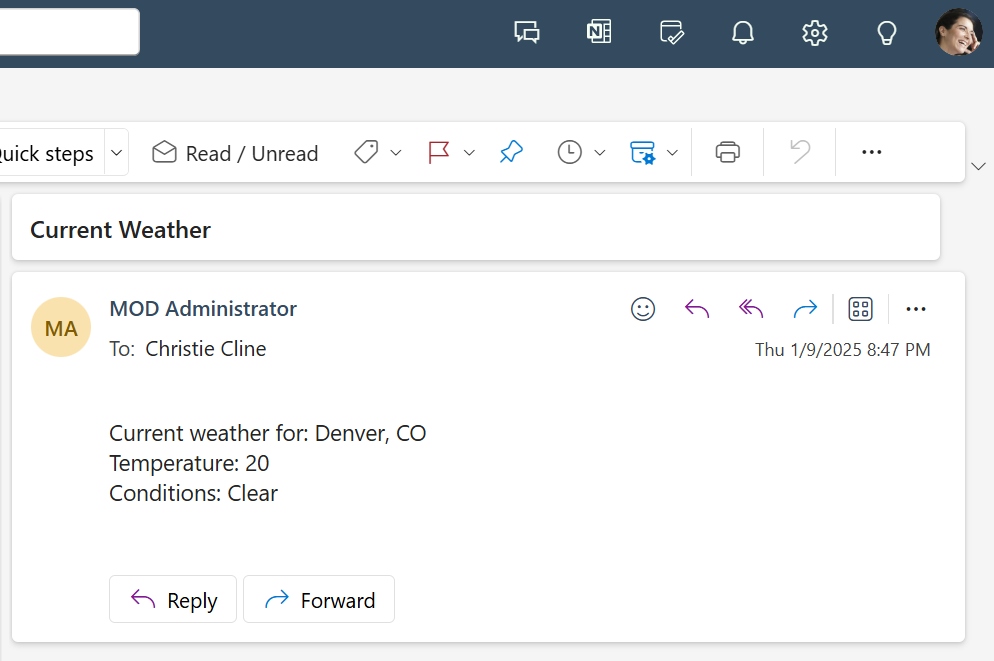 uick steps
Read / Unread
Current Weather
MA
MOD Administrator
To: Christie Cline
Thu 1/9/2025 8:47 PM
Current weather for: Denver, CO
Temperature: 20
Conditions: Clear
Reply
Forward